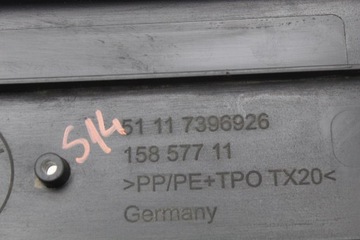 514
51 11 7396926
158 577 11
>PP/PE+TPO TX20<
Germany